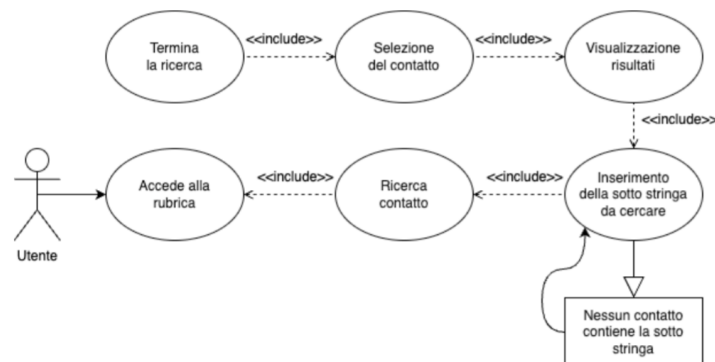 Termina
la ricerca
<<include>>
Selezione
del contatto
<<include>>
Visualizzazione
risultati
<<include>>
Utente
Accede alla
rubrica
<<include>>
Ricerca
contatto
<<include>>
Inserimento
della sotto stringa
da cercare
Nessun contatto
contiene la sotto
stringa